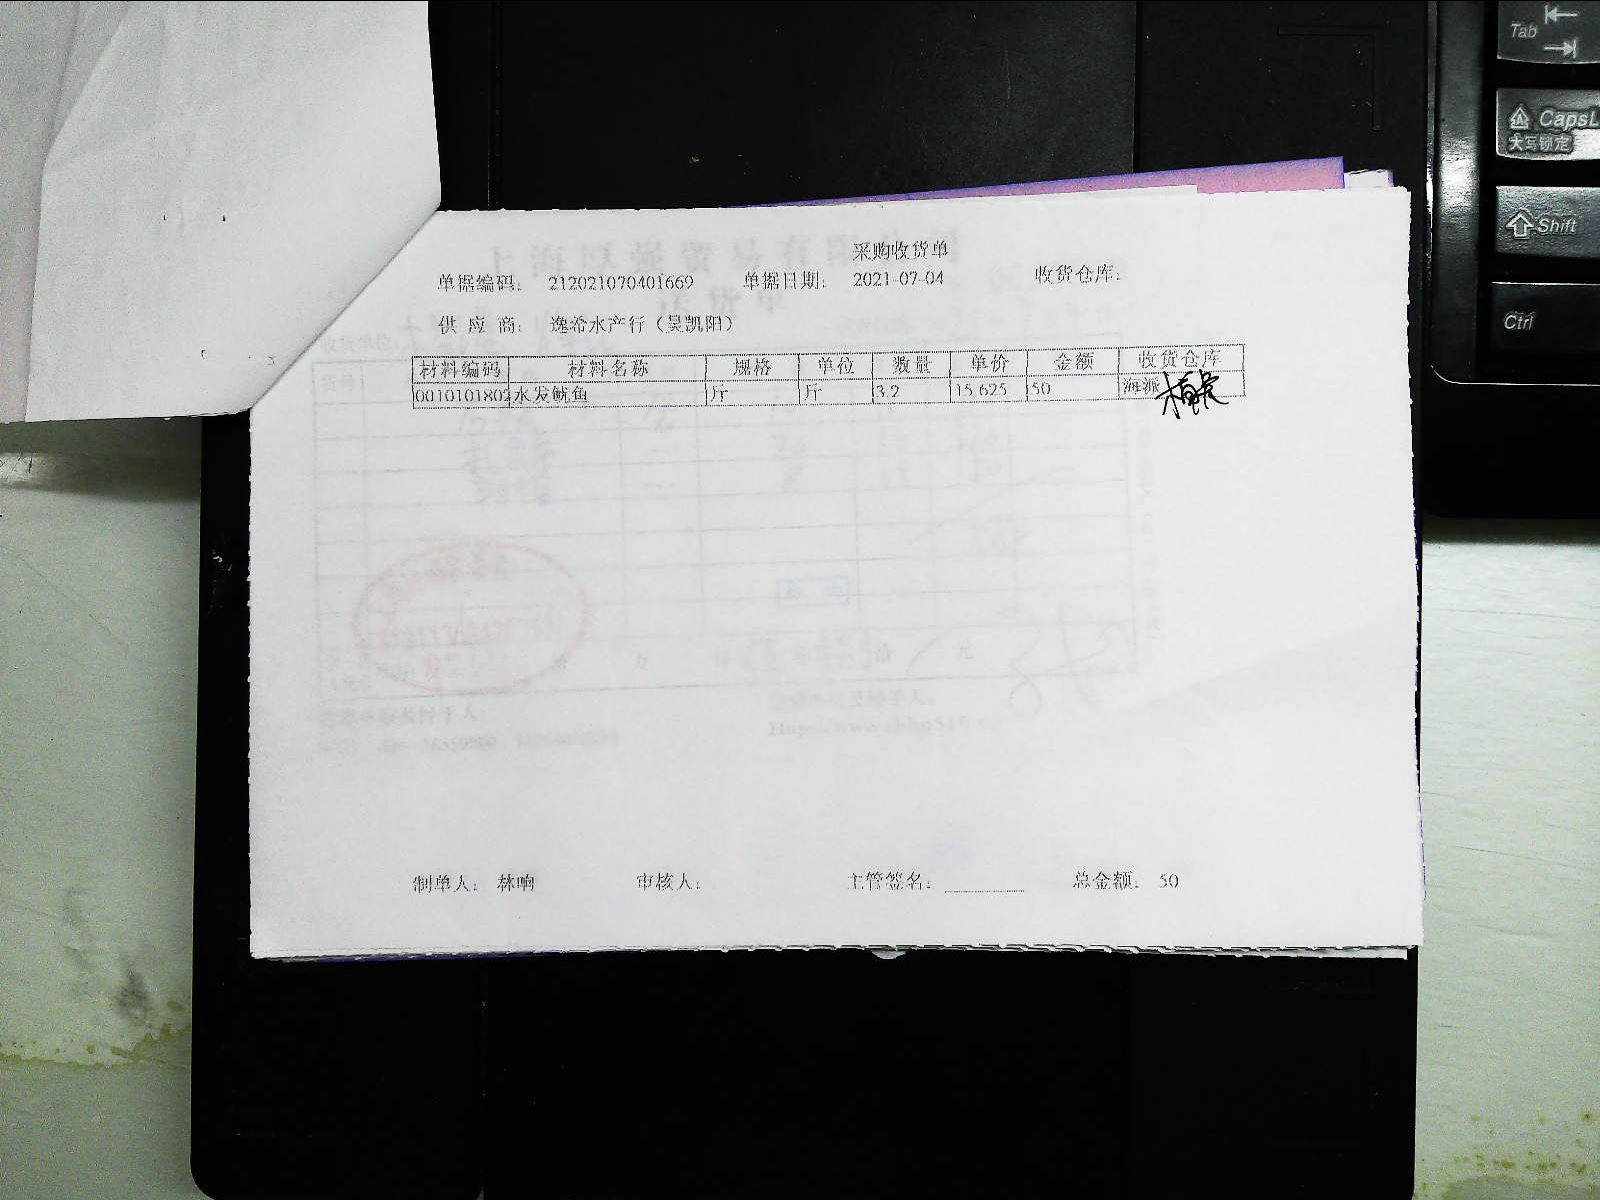 采购收货单
单据编码: 212021070401669 单据日期: 2021-07-04 收货仓库:
供应商: 逸希水产行（吴凯阳）
材料编码 材料名称 规格 单位 数量 单价 金额 收货仓库
0010101802 水发鱿鱼 斤 斤 3.2 15.625 50 海派
制单人: 林响 审核人: 主管签名: 总金额: 50
Tab
CapsL
大写锁定
Shift
Ctrl